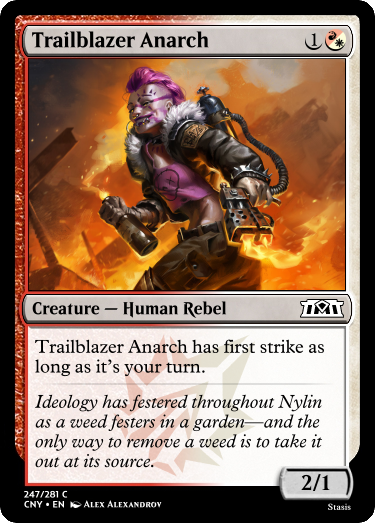 Trailblazer Anarch 1
Creature — Human Rebel
Trailblazer Anarch has first strike as
long as it's your turn.
Ideology has festered throughout Nylin
as a weed festers in a garden—and the
only way to remove a weed is to take it
out at its source.
2/1
247/281 C
CNY • EN Alex Alexandrov
Stasis